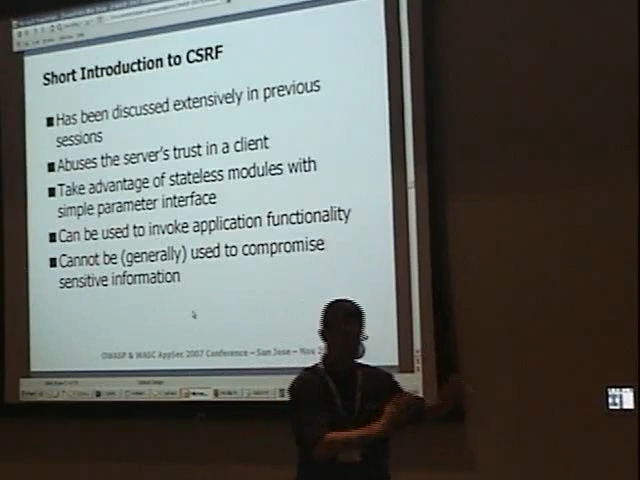 Short Introduction to CSRF
Has been discussed extensively in previous
sessions
Abuses the server's trust in a client
Take advantage of stateless modules with
simple parameter interface
Can be used to invoke application functionality
Cannot be (generally) used to compromise
sensitive information
OWASP & WASC AppSec 2007 Conference – San Jose – Nov